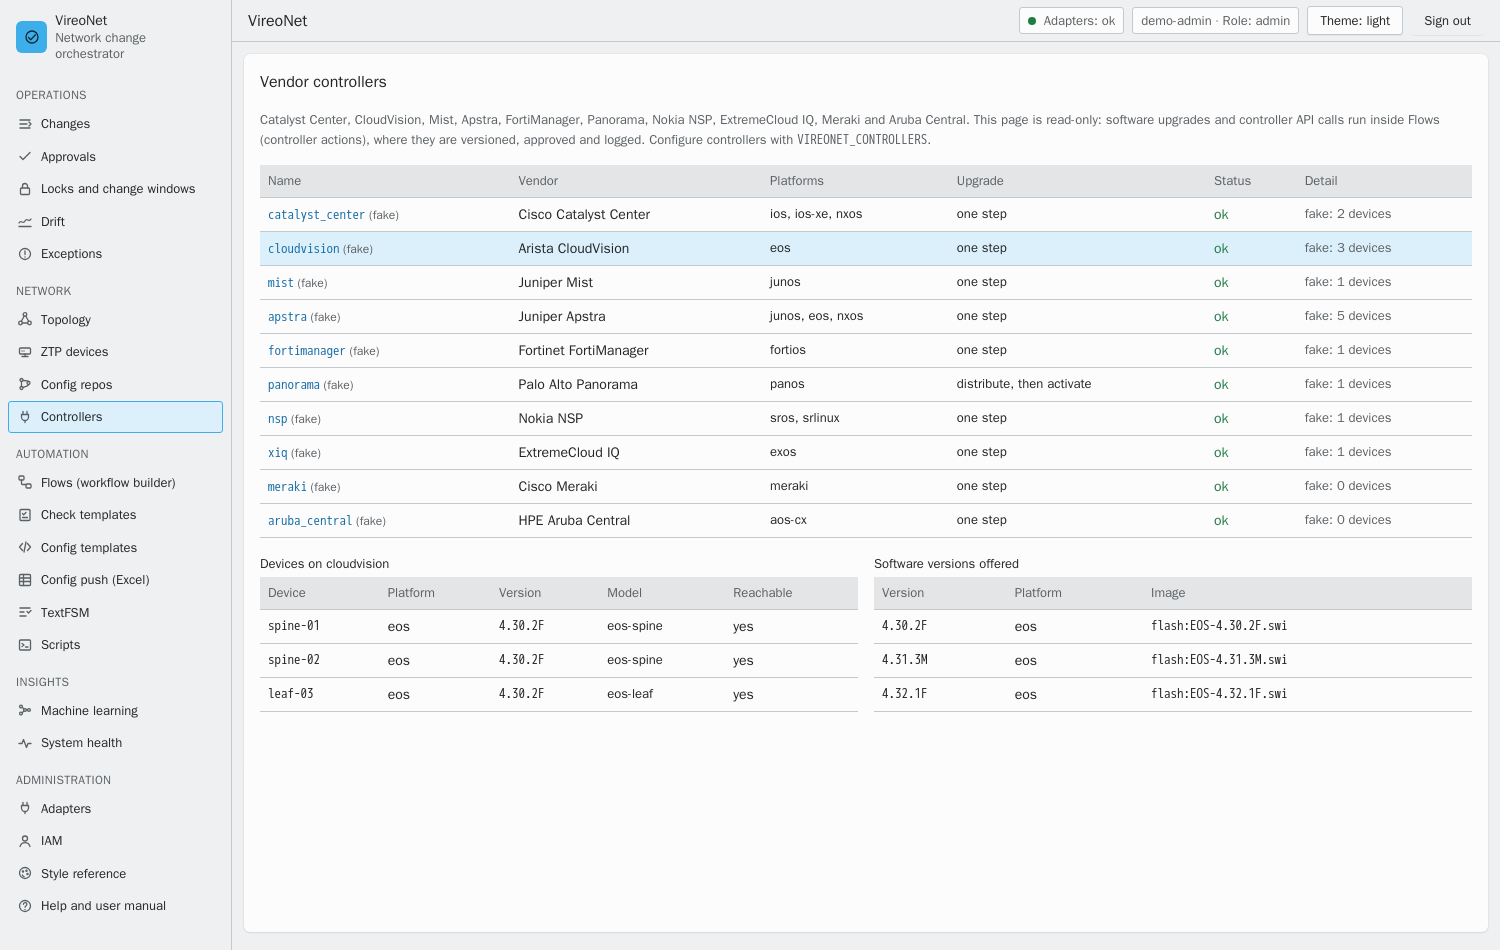 VireoNet
Network change
orchestrator
OPERATIONS
Changes
Approvals
Locks and change windows
Drift
Exceptions
NETWORK
Topology
ZTP devices
Config repos
Controllers
AUTOMATION
Flows (workflow builder)
Check templates
Config templates
Config push (Excel)
TextFSM
Scripts
INSIGHTS
Machine learning
System health
ADMINISTRATION
Adapters
IAM
Style reference
Help and user manual
VireoNet
Adapters: ok
demo-admin · Role: admin
Theme: light
Sign out
Vendor controllers
Catalyst Center, CloudVision, Mist, Apstra, FortiManager, Panorama, Nokia NSP, ExtremeCloud IQ, Meraki and Aruba Central. This page is read-only: software upgrades and controller API calls run inside Flows
(controller actions), where they are versioned, approved and logged. Configure controllers with VIREONET_CONTROLLERS.
Name Vendor Platforms Upgrade Status Detail
catalyst_center (fake) Cisco Catalyst Center ios, ios-xe, nxos one step ok fake: 2 devices
cloudvision (fake) Arista CloudVision eos one step ok fake: 3 devices
mist (fake) Juniper Mist junos one step ok fake: 1 devices
apstra (fake) Juniper Apstra junos, eos, nxos one step ok fake: 5 devices
fortimanager (fake) Fortinet FortiManager fortios one step ok fake: 1 devices
panorama (fake) Palo Alto Panorama panos distribute, then activate ok fake: 1 devices
nsp (fake) Nokia NSP sros, srlinux one step ok fake: 1 devices
xiq (fake) ExtremeCloud IQ exos one step ok fake: 1 devices
meraki (fake) Cisco Meraki meraki one step ok fake: 0 devices
aruba_central (fake) HPE Aruba Central aos-cx one step ok fake: 0 devices
Devices on cloudvision
Device Platform Version Model Reachable
spine-01 eos 4.30.2F eos-spine yes
spine-02 eos 4.30.2F eos-spine yes
leaf-03 eos 4.30.2F eos-leaf yes
Software versions offered
Version Platform Image
4.30.2F eos flash:EOS-4.30.2F.swi
4.31.3M eos flash:EOS-4.31.3M.swi
4.32.1F eos flash:EOS-4.32.1F.swi